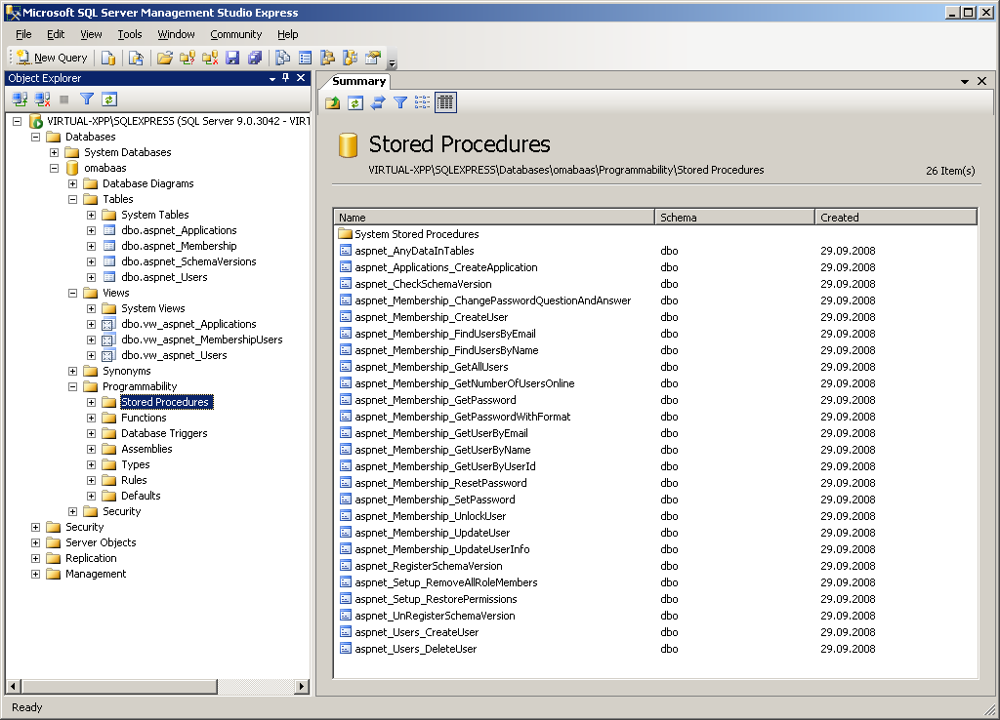 Microsoft SQL Server Management Studio Express
File Edit View Tools Window Community Help
New Query
Object Explorer
VIRTUAL-XPP\SQLEXPRESS (SQL Server 9.0.3042 - VIRT
Databases
System Databases
omabaas
Database Diagrams
Tables
System Tables
dbo.aspnet_Applications
dbo.aspnet_Membership
dbo.aspnet_SchemaVersions
dbo.aspnet_Users
Views
System Views
dbo.vw_aspnet_Applications
dbo.vw_aspnet_MembershipUsers
dbo.vw_aspnet_Users
Synonyms
Programmability
Stored Procedures
Functions
Database Triggers
Assemblies
Types
Rules
Defaults
Security
Security
Server Objects
Replication
Management
Summary
Stored Procedures
VIRTUAL-XPP\SQLEXPRESS\Databases\omabaas\Programmability\Stored Procedures 26 Item(s)
Name Schema Created
System Stored Procedures
aspnet_AnyDataInTables dbo 29.09.2008
aspnet_Applications_CreateApplication dbo 29.09.2008
aspnet_CheckSchemaVersion dbo 29.09.2008
aspnet_Membership_ChangePasswordQuestionAndAnswer dbo 29.09.2008
aspnet_Membership_CreateUser dbo 29.09.2008
aspnet_Membership_FindUsersByEmail dbo 29.09.2008
aspnet_Membership_FindUsersByName dbo 29.09.2008
aspnet_Membership_GetAllUsers dbo 29.09.2008
aspnet_Membership_GetNumberOfUsersOnline dbo 29.09.2008
aspnet_Membership_GetPassword dbo 29.09.2008
aspnet_Membership_GetPasswordWithFormat dbo 29.09.2008
aspnet_Membership_GetUserByEmail dbo 29.09.2008
aspnet_Membership_GetUserByName dbo 29.09.2008
aspnet_Membership_GetUserByUserId dbo 29.09.2008
aspnet_Membership_ResetPassword dbo 29.09.2008
aspnet_Membership_SetPassword dbo 29.09.2008
aspnet_Membership_UnlockUser dbo 29.09.2008
aspnet_Membership_UpdateUser dbo 29.09.2008
aspnet_Membership_UpdateUserInfo dbo 29.09.2008
aspnet_RegisterSchemaVersion dbo 29.09.2008
aspnet_Setup_RemoveAllRoleMembers dbo 29.09.2008
aspnet_Setup_RestorePermissions dbo 29.09.2008
aspnet_UnRegisterSchemaVersion dbo 29.09.2008
aspnet_Users_CreateUser dbo 29.09.2008
aspnet_Users_DeleteUser dbo 29.09.2008
Ready